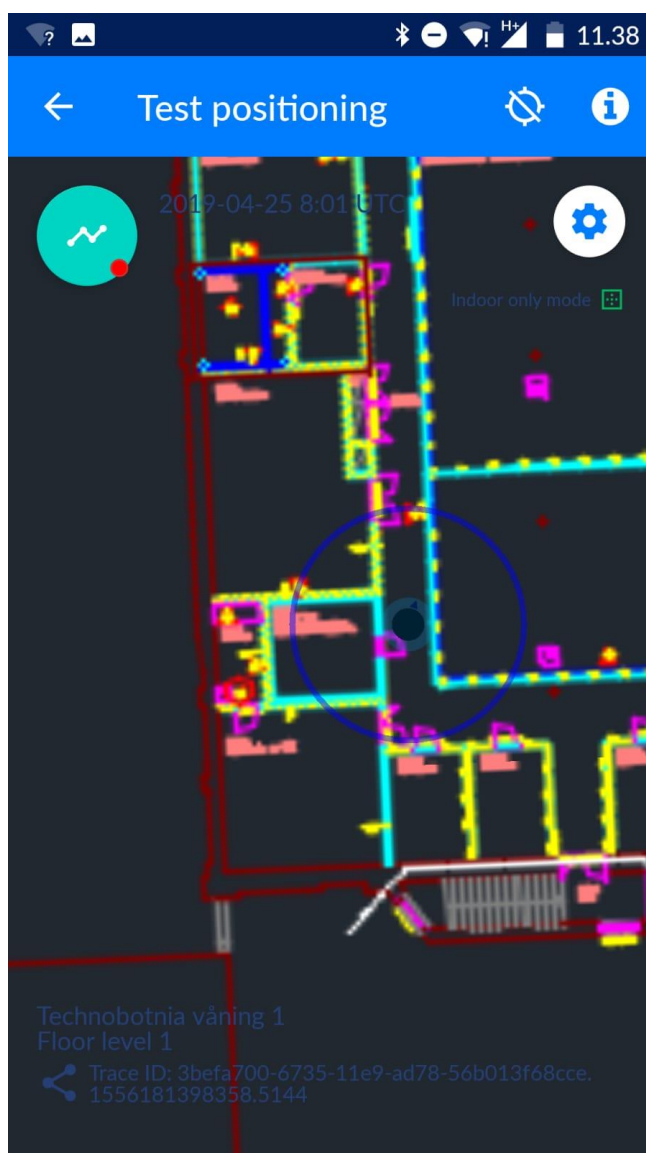 H+ 11.38
Test positioning
2019-04-25 8:01 UTC
Indoor only mode
Technobotnia våning 1
Floor level 1
Trace ID: 3befa700-6735-11e9-ad78-56b013f68cce.
1556181398358.5144